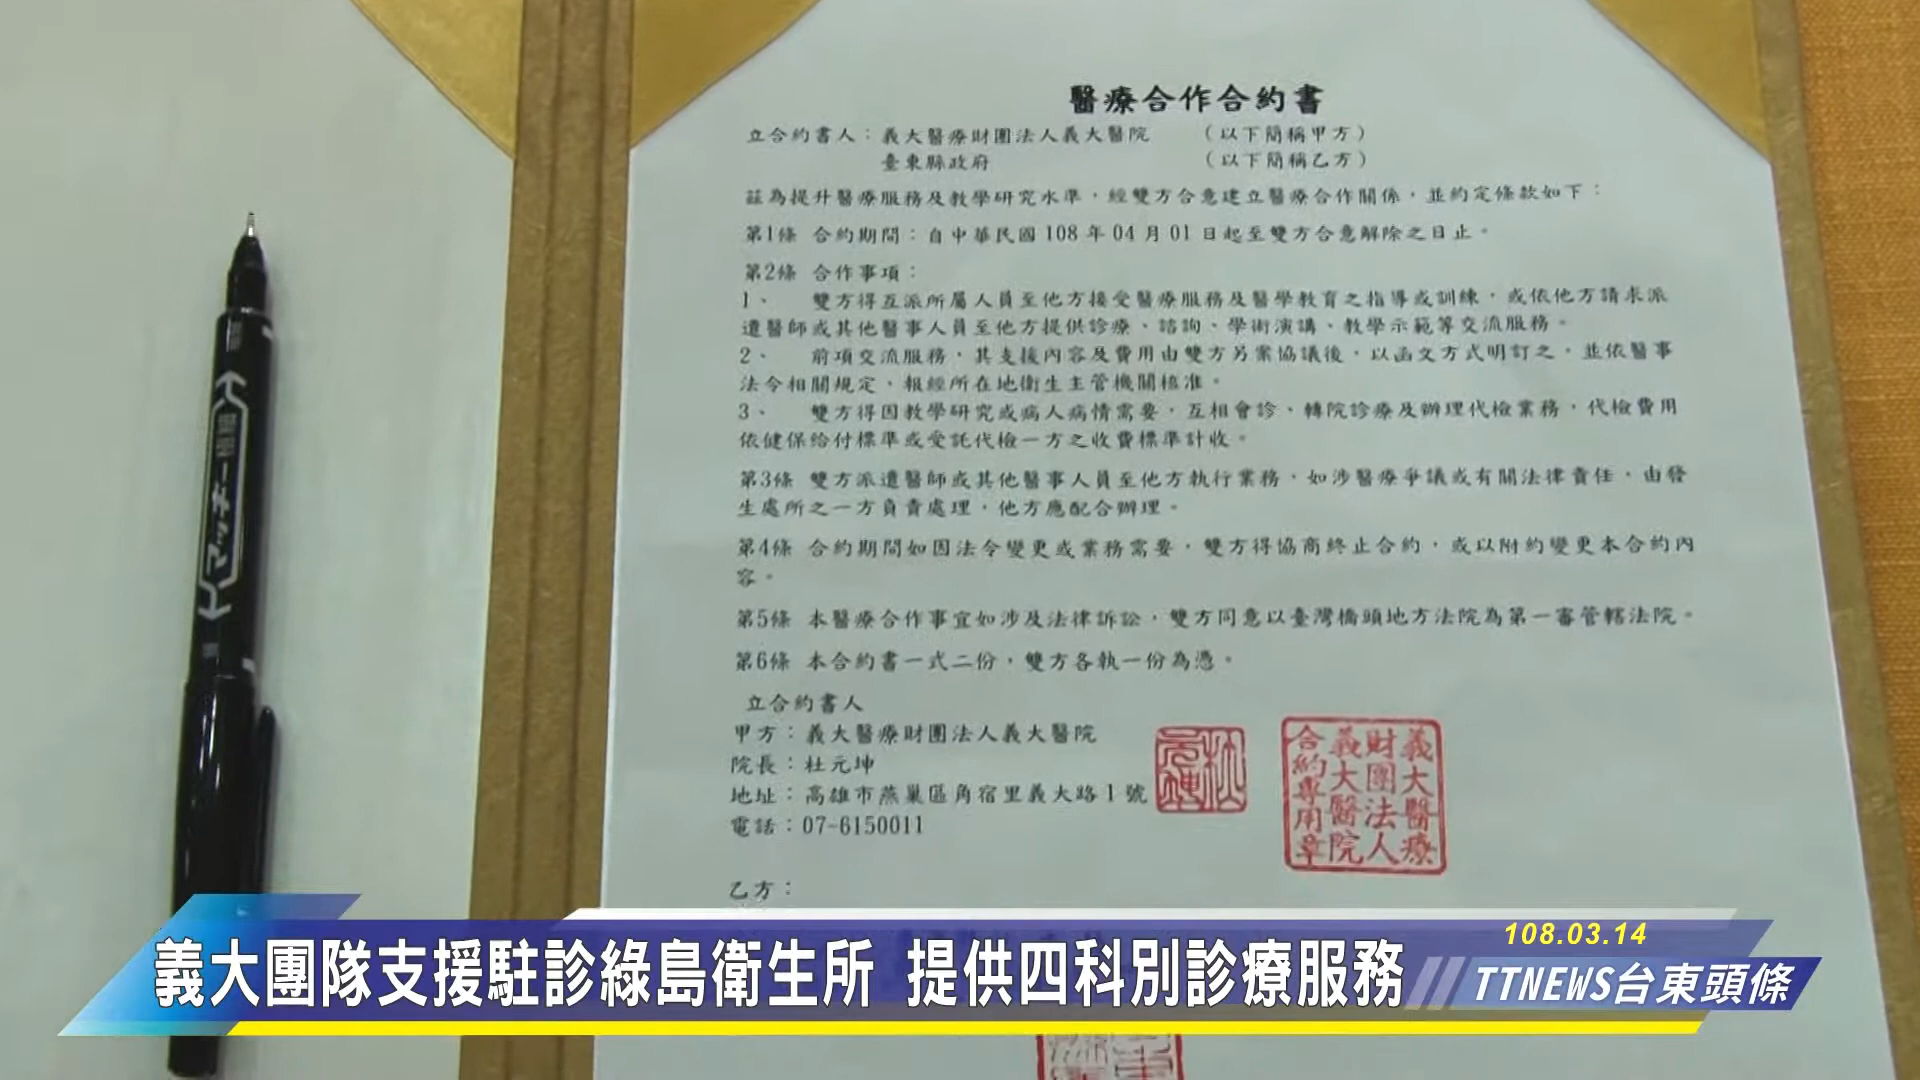 醫療合作合約書
立合約書人：義大醫療財團法人義大醫院　（以下簡稱甲方）
臺東縣政府　（以下簡稱乙方）
茲為提升醫療服務及教學研究水準，經雙方合意建立醫療合作關係，並約定條款如下：
第1條 合約期間：自中華民國 108 年 04 月 01 日起至雙方合意解除之日止。
第2條 合作事項：
1、　雙方得互派所屬人員至他方接受醫療服務及醫學教育之指導或訓練，或依他方請求派
遣醫師或其他醫事人員至他方提供診療、諮詢、學術演講、教學示範等交流服務。
2、　前項交流服務，其支援內容及費用由雙方另案協議後，以函文方式明訂之，並依醫事
法令相關規定，報經所在地衛生主管機關核准。
3、　雙方得因教學研究或病人病情需要，互相會診、轉院診療及辦理代檢業務，代檢費用
依健保給付標準或受託代檢一方之收費標準計收。
第3條 雙方派遣醫師或其他醫事人員至他方執行業務，如涉醫療爭議或有關法律責任，由發
生處所之一方負責處理，他方應配合辦理。
第4條 合約期間如因法令變更或業務需要，雙方得協商終止合約，或以附約變更本合約內
容。
第5條 本醫療合作事宜如涉及法律訴訟，雙方同意以臺灣橋頭地方法院為第一審管轄法院。
第6條 本合約書一式二份，雙方各執一份為憑。
立合約書人
甲方：義大醫療財團法人義大醫院
院長：杜元坤
地址：高雄市燕巢區角宿里義大路 1 號
電話：07-6150011
杜元坤
義大醫療
財團法人
義大醫院
合約專用章
乙方：
マッキー
108.03.14
義大團隊支援駐診綠島衛生所 提供四科別診療服務
TTNEWS台東頭條